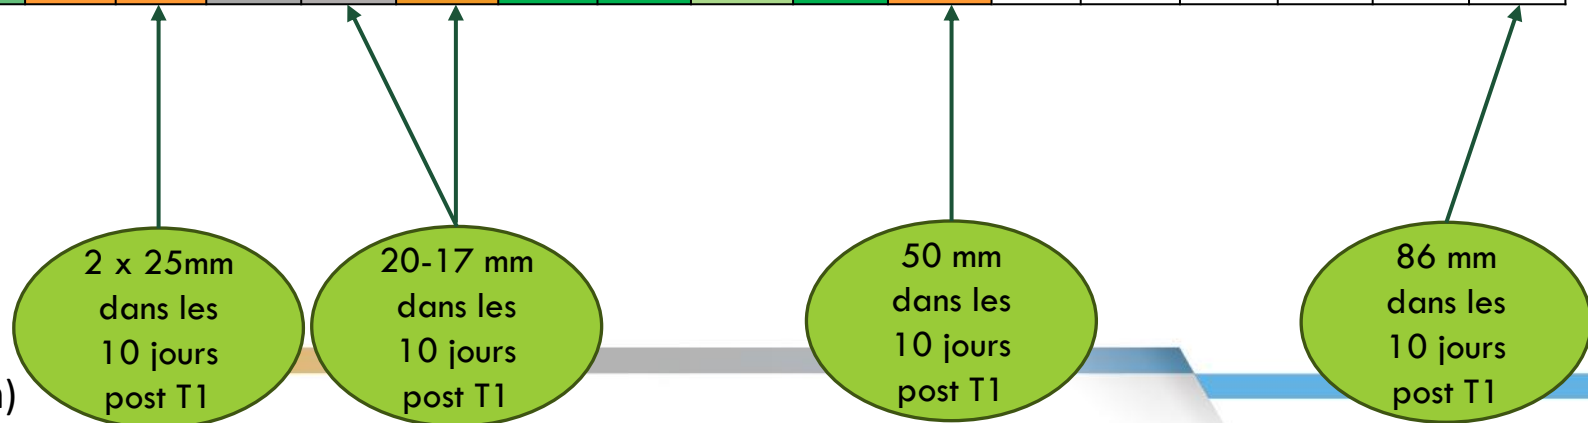 2 x 25mm
dans les
10 jours
post T1
20-17 mm
dans les
10 jours
post T1
50 mm
dans les
10 jours
post T1
86 mm
dans les
10 jours
post T1